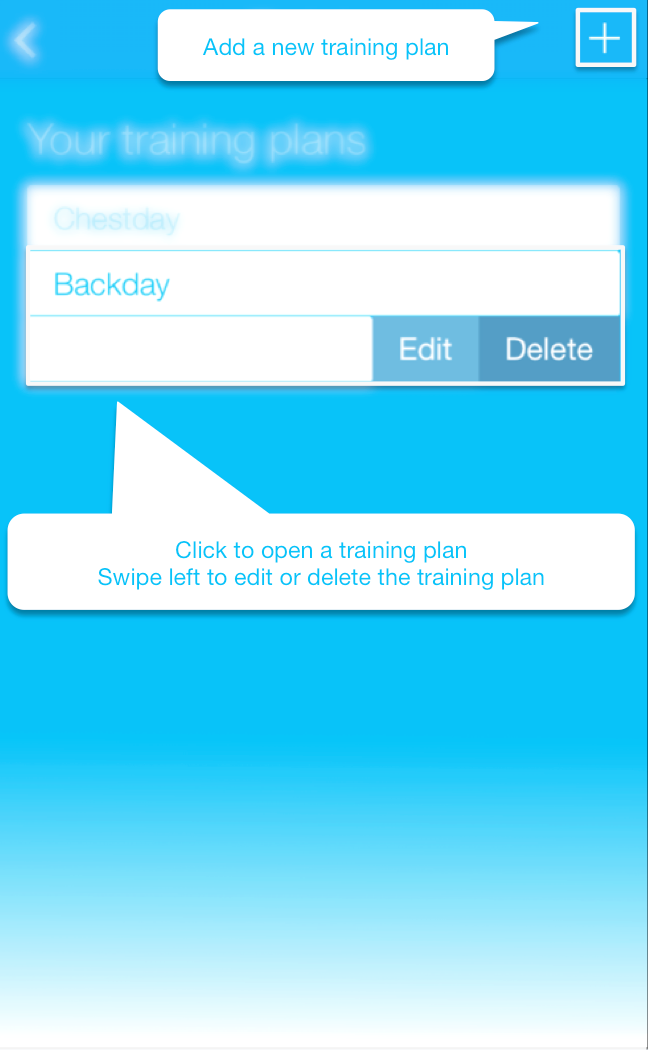 Add a new training plan
Your training plans
Chestday
Backday
Edit Delete
Click to open a training plan
Swipe left to edit or delete the training plan